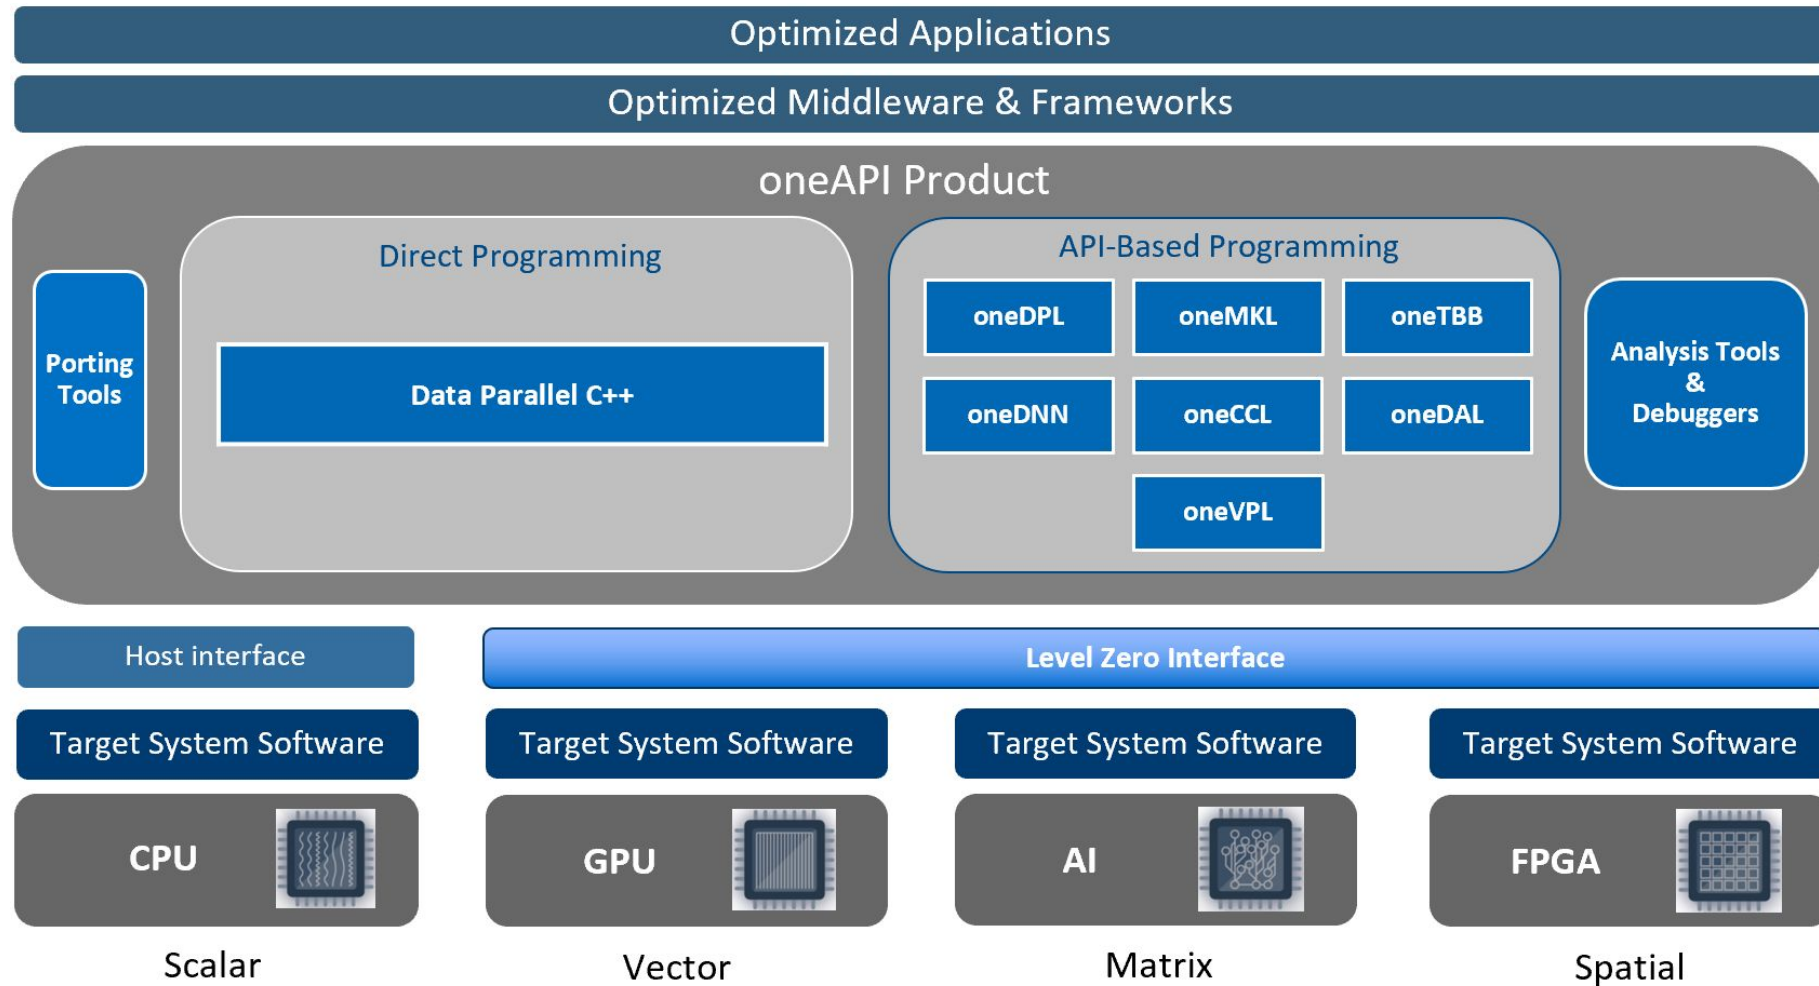 Optimized Applications
Optimized Middleware & Frameworks
oneAPI Product
Direct Programming
API-Based Programming
Porting
Tools
Data Parallel C++
oneDPL
oneMKL
oneTBB
oneDNN
oneCCL
oneDAL
oneVPL
Analysis Tools
&
Debuggers
Host interface
Level Zero Interface
Target System Software
Target System Software
Target System Software
Target System Software
CPU
GPU
AI
FPGA
Scalar
Vector
Matrix
Spatial